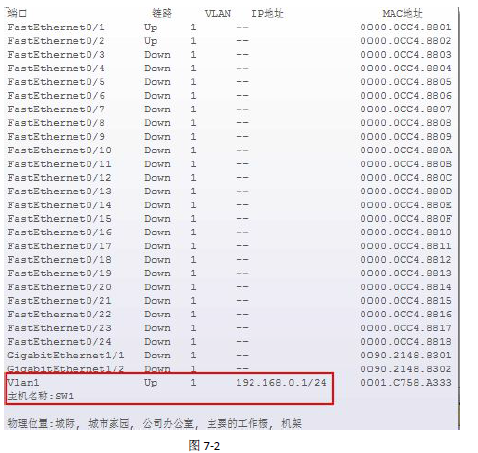 端口 链路 VLAN IP地址 MAC地址
FastEthernet0/1 Up 1 -- 0000.0CC4.8801
FastEthernet0/2 Up 1 -- 0000.0CC4.8802
FastEthernet0/3 Down 1 -- 0000.0CC4.8803
FastEthernet0/4 Down 1 -- 0000.0CC4.8804
FastEthernet0/5 Down 1 -- 0000.0CC4.8805
FastEthernet0/6 Down 1 -- 0000.0CC4.8806
FastEthernet0/7 Down 1 -- 0000.0CC4.8807
FastEthernet0/8 Down 1 -- 0000.0CC4.8808
FastEthernet0/9 Down 1 -- 0000.0CC4.8809
FastEthernet0/10 Down 1 -- 0000.0CC4.880A
FastEthernet0/11 Down 1 -- 0000.0CC4.880B
FastEthernet0/12 Down 1 -- 0000.0CC4.880C
FastEthernet0/13 Down 1 -- 0000.0CC4.880D
FastEthernet0/14 Down 1 -- 0000.0CC4.880E
FastEthernet0/15 Down 1 -- 0000.0CC4.880F
FastEthernet0/16 Down 1 -- 0000.0CC4.8810
FastEthernet0/17 Down 1 -- 0000.0CC4.8811
FastEthernet0/18 Down 1 -- 0000.0CC4.8812
FastEthernet0/19 Down 1 -- 0000.0CC4.8813
FastEthernet0/20 Down 1 -- 0000.0CC4.8814
FastEthernet0/21 Down 1 -- 0000.0CC4.8815
FastEthernet0/22 Down 1 -- 0000.0CC4.8816
FastEthernet0/23 Down 1 -- 0000.0CC4.8817
FastEthernet0/24 Down 1 -- 0000.0CC4.8818
GigabitEthernet1/1 Down 1 -- 0090.2148.8301
GigabitEthernet1/2 Down 1 -- 0090.2148.8302
Vlan1 Up 1 192.168.0.1/24 0001.C758.A333
主机名称:SW1
物理位置:城际, 城市家园, 公司办公室, 主要的工作柜, 机架
图 7-2